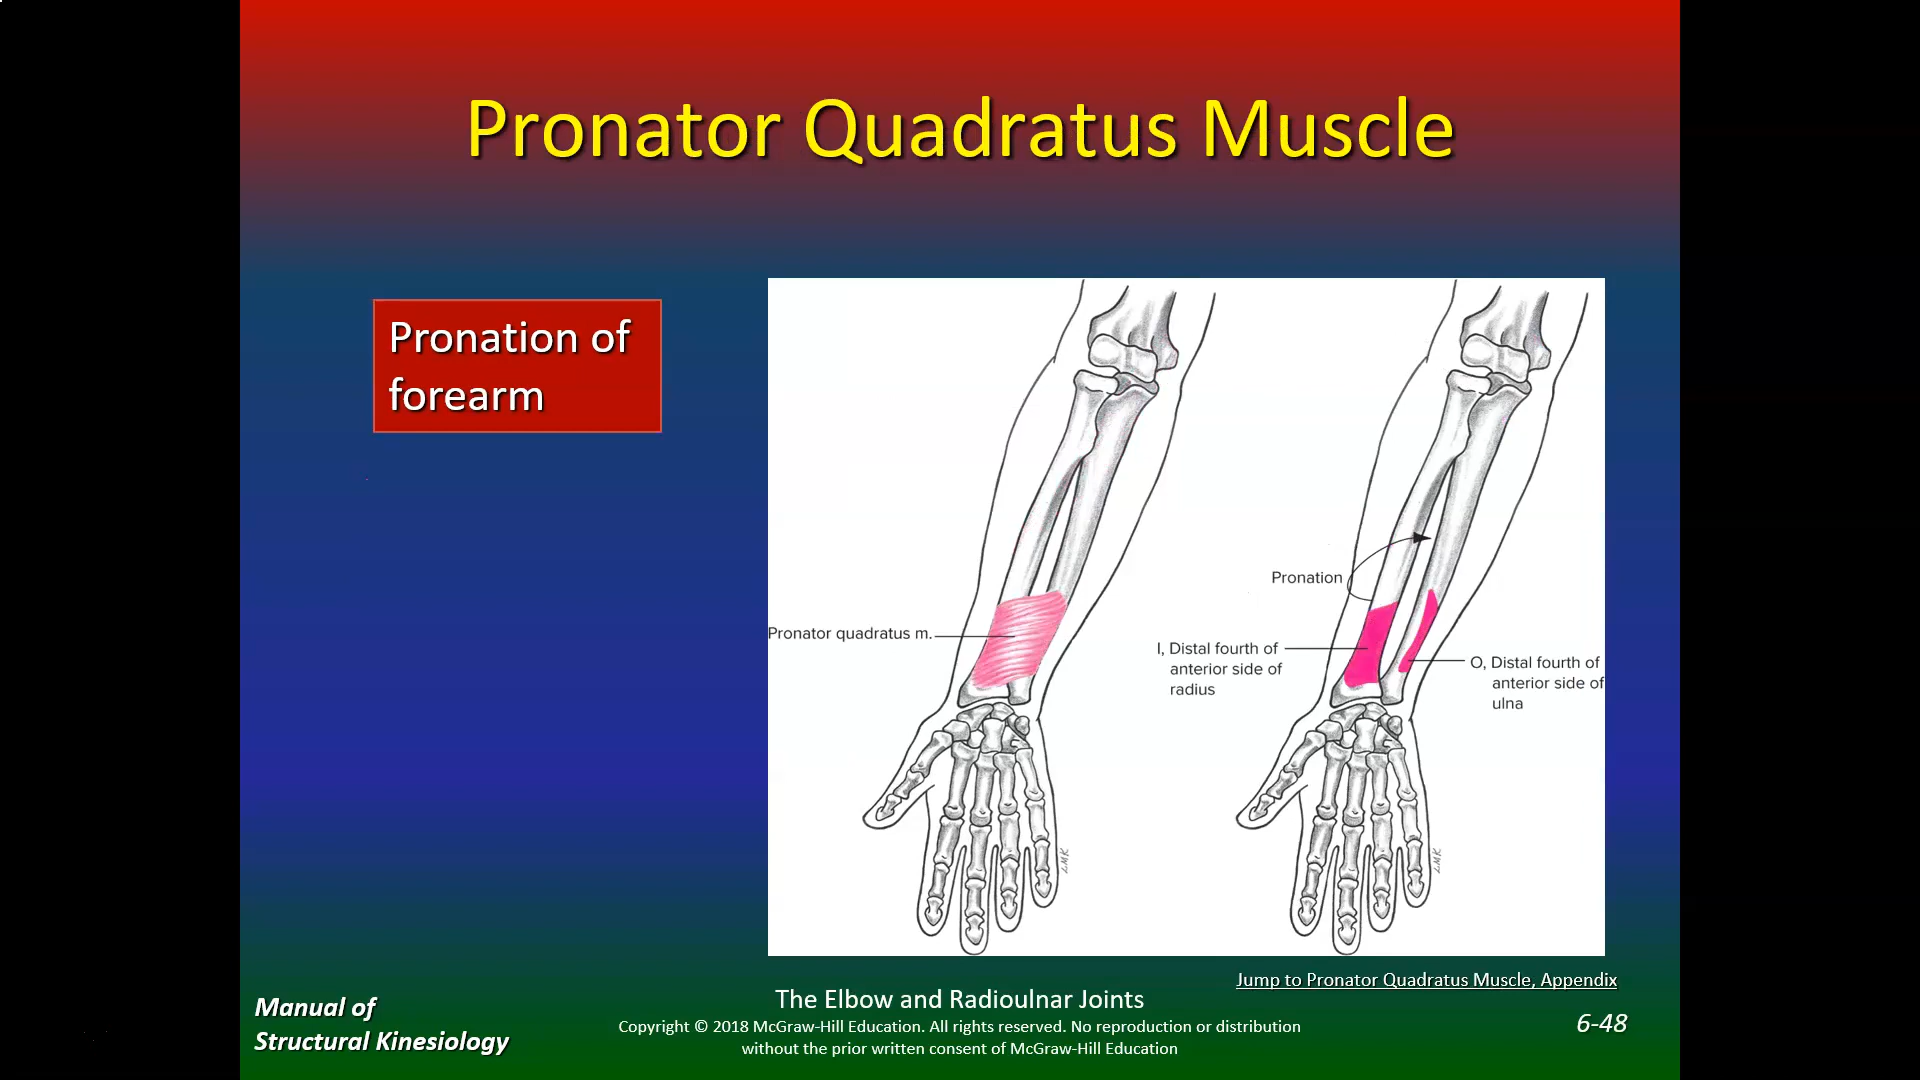 Pronator Quadratus Muscle
Pronation of
forearm
Pronator quadratus m.
Pronation
I, Distal fourth of
anterior side of
radius
O, Distal fourth of
anterior side of
ulna
LMK
LMK
Jump to Pronator Quadratus Muscle, Appendix
Manual of
Structural Kinesiology
The Elbow and Radioulnar Joints
Copyright © 2018 McGraw-Hill Education. All rights reserved. No reproduction or distribution
without the prior written consent of McGraw-Hill Education
6-48